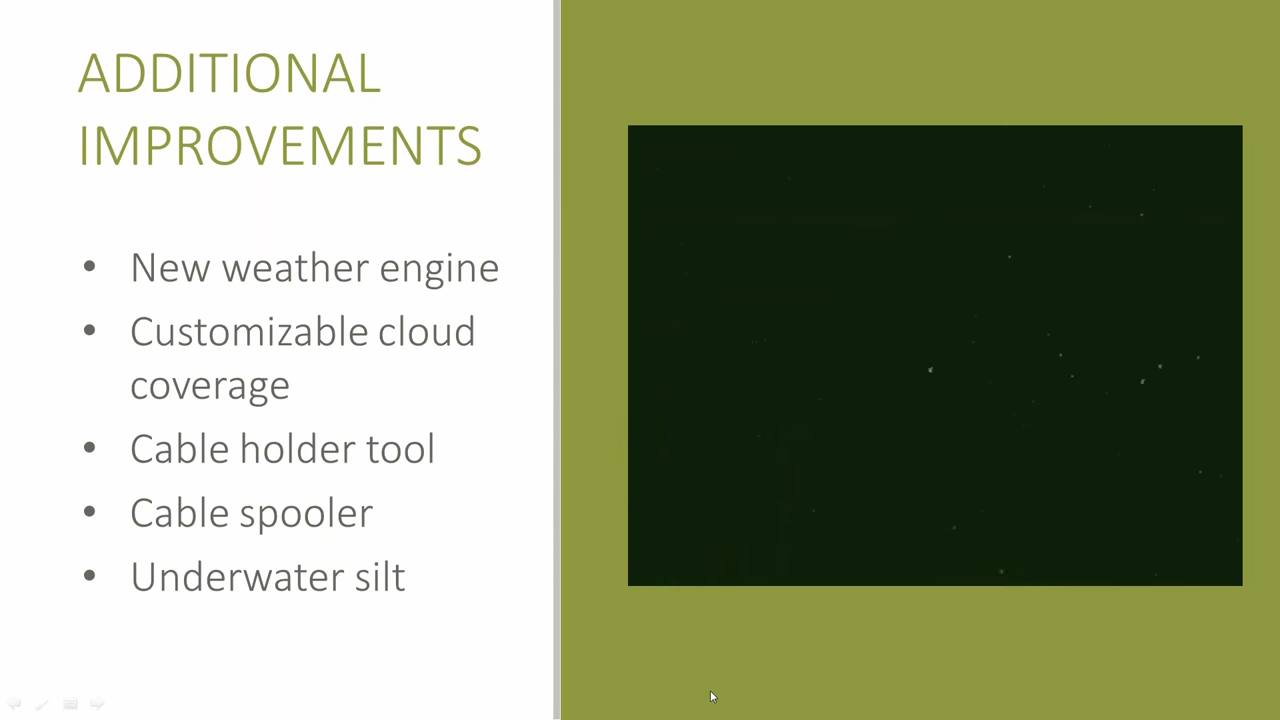 ADDITIONAL
IMPROVEMENTS
• New weather engine
• Customizable cloud
coverage
• Cable holder tool
• Cable spooler
• Underwater silt